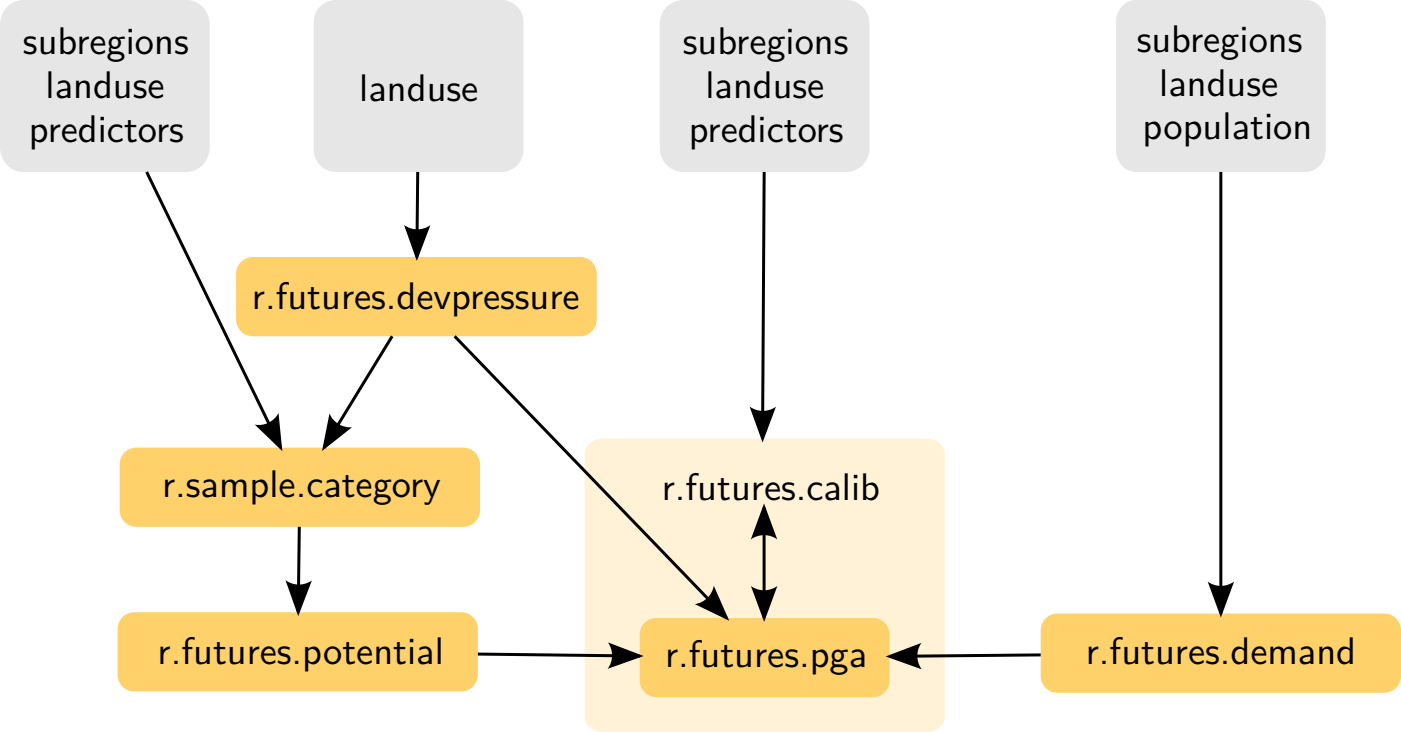 subregions
landuse
predictors
landuse
subregions
landuse
predictors
subregions
landuse
population
r.futures.devpressure
r.sample.category
r.futures.calib
r.futures.potential
r.futures.pga
r.futures.demand